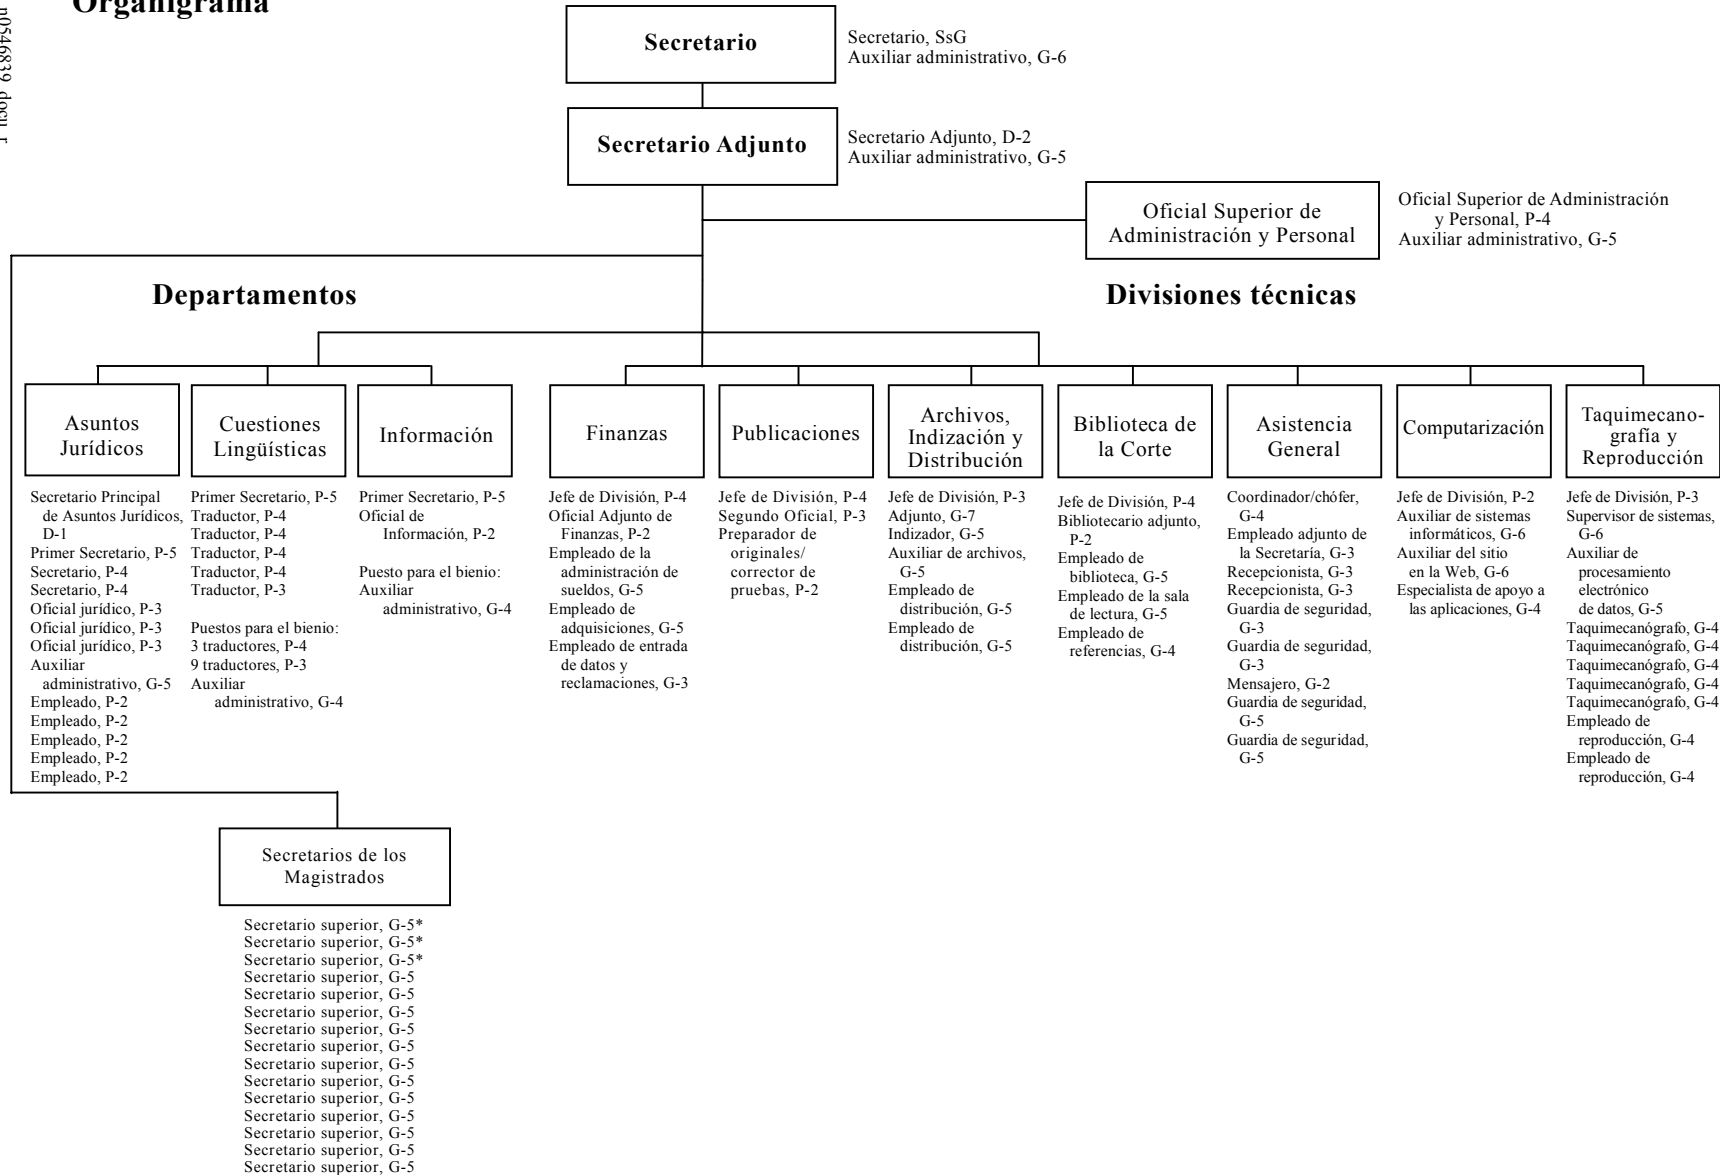 Organigrama
n0546839 docu r
Secretario
Secretario, SsG
Auxiliar administrativo, G-6
Secretario Adjunto
Secretario Adjunto, D-2
Auxiliar administrativo, G-5
Oficial Superior de
Administración y Personal
Oficial Superior de Administración
y Personal, P-4
Auxiliar administrativo, G-5
Departamentos
Divisiones técnicas
Asuntos
Jurídicos
Secretario Principal
de Asuntos Jurídicos,
D-1
Primer Secretario, P-5
Secretario, P-4
Secretario, P-4
Oficial jurídico, P-3
Oficial jurídico, P-3
Oficial jurídico, P-3
Auxiliar
administrativo, G-5
Empleado, P-2
Empleado, P-2
Empleado, P-2
Empleado, P-2
Empleado, P-2
Cuestiones
Lingüísticas
Primer Secretario, P-5
Traductor, P-4
Traductor, P-4
Traductor, P-4
Traductor, P-4
Traductor, P-3
Puestos para el bienio:
3 traductores, P-4
9 traductores, P-3
Auxiliar
administrativo, G-4
Información
Primer Secretario, P-5
Oficial de
Información, P-2
Puesto para el bienio:
Auxiliar
administrativo, G-4
Finanzas
Jefe de División, P-4
Oficial Adjunto de
Finanzas, P-2
Empleado de la
administración de
sueldos, G-5
Empleado de
adquisiciones, G-5
Empleado de entrada
de datos y
reclamaciones, G-3
Publicaciones
Jefe de División, P-4
Segundo Oficial, P-3
Preparador de
originales/
corrector de
pruebas, P-2
Archivos,
Indización y
Distribución
Jefe de División, P-3
Adjunto, G-7
Indizador, G-5
Auxiliar de archivos,
G-5
Empleado de
distribución, G-5
Empleado de
distribución, G-5
Biblioteca de
la Corte
Jefe de División, P-4
Bibliotecario adjunto,
P-2
Empleado de
biblioteca, G-5
Empleado de la sala
de lectura, G-5
Empleado de
referencias, G-4
Asistencia
General
Coordinador/chófer,
G-4
Empleado adjunto de
la Secretaría, G-3
Recepcionista, G-3
Recepcionista, G-3
Guardia de seguridad,
G-3
Guardia de seguridad,
G-3
Mensajero, G-2
Guardia de seguridad,
G-5
Guardia de seguridad,
G-5
Computarización
Jefe de División, P-2
Auxiliar de sistemas
informáticos, G-6
Auxiliar del sitio
en la Web, G-6
Especialista de apoyo a
las aplicaciones, G-4
Taquimecano-
grafía y
Reproducción
Jefe de División, P-3
Supervisor de sistemas,
G-6
Auxiliar de
procesamiento
electrónico
de datos, G-5
Taquimecanógrafo, G-4
Taquimecanógrafo, G-4
Taquimecanógrafo, G-4
Taquimecanógrafo, G-4
Taquimecanógrafo, G-4
Empleado de
reproducción, G-4
Empleado de
reproducción, G-4
Secretarios de los
Magistrados
Secretario superior, G-5*
Secretario superior, G-5*
Secretario superior, G-5*
Secretario superior, G-5
Secretario superior, G-5
Secretario superior, G-5
Secretario superior, G-5
Secretario superior, G-5
Secretario superior, G-5
Secretario superior, G-5
Secretario superior, G-5
Secretario superior, G-5
Secretario superior, G-5
Secretario superior, G-5
Secretario superior, G-5